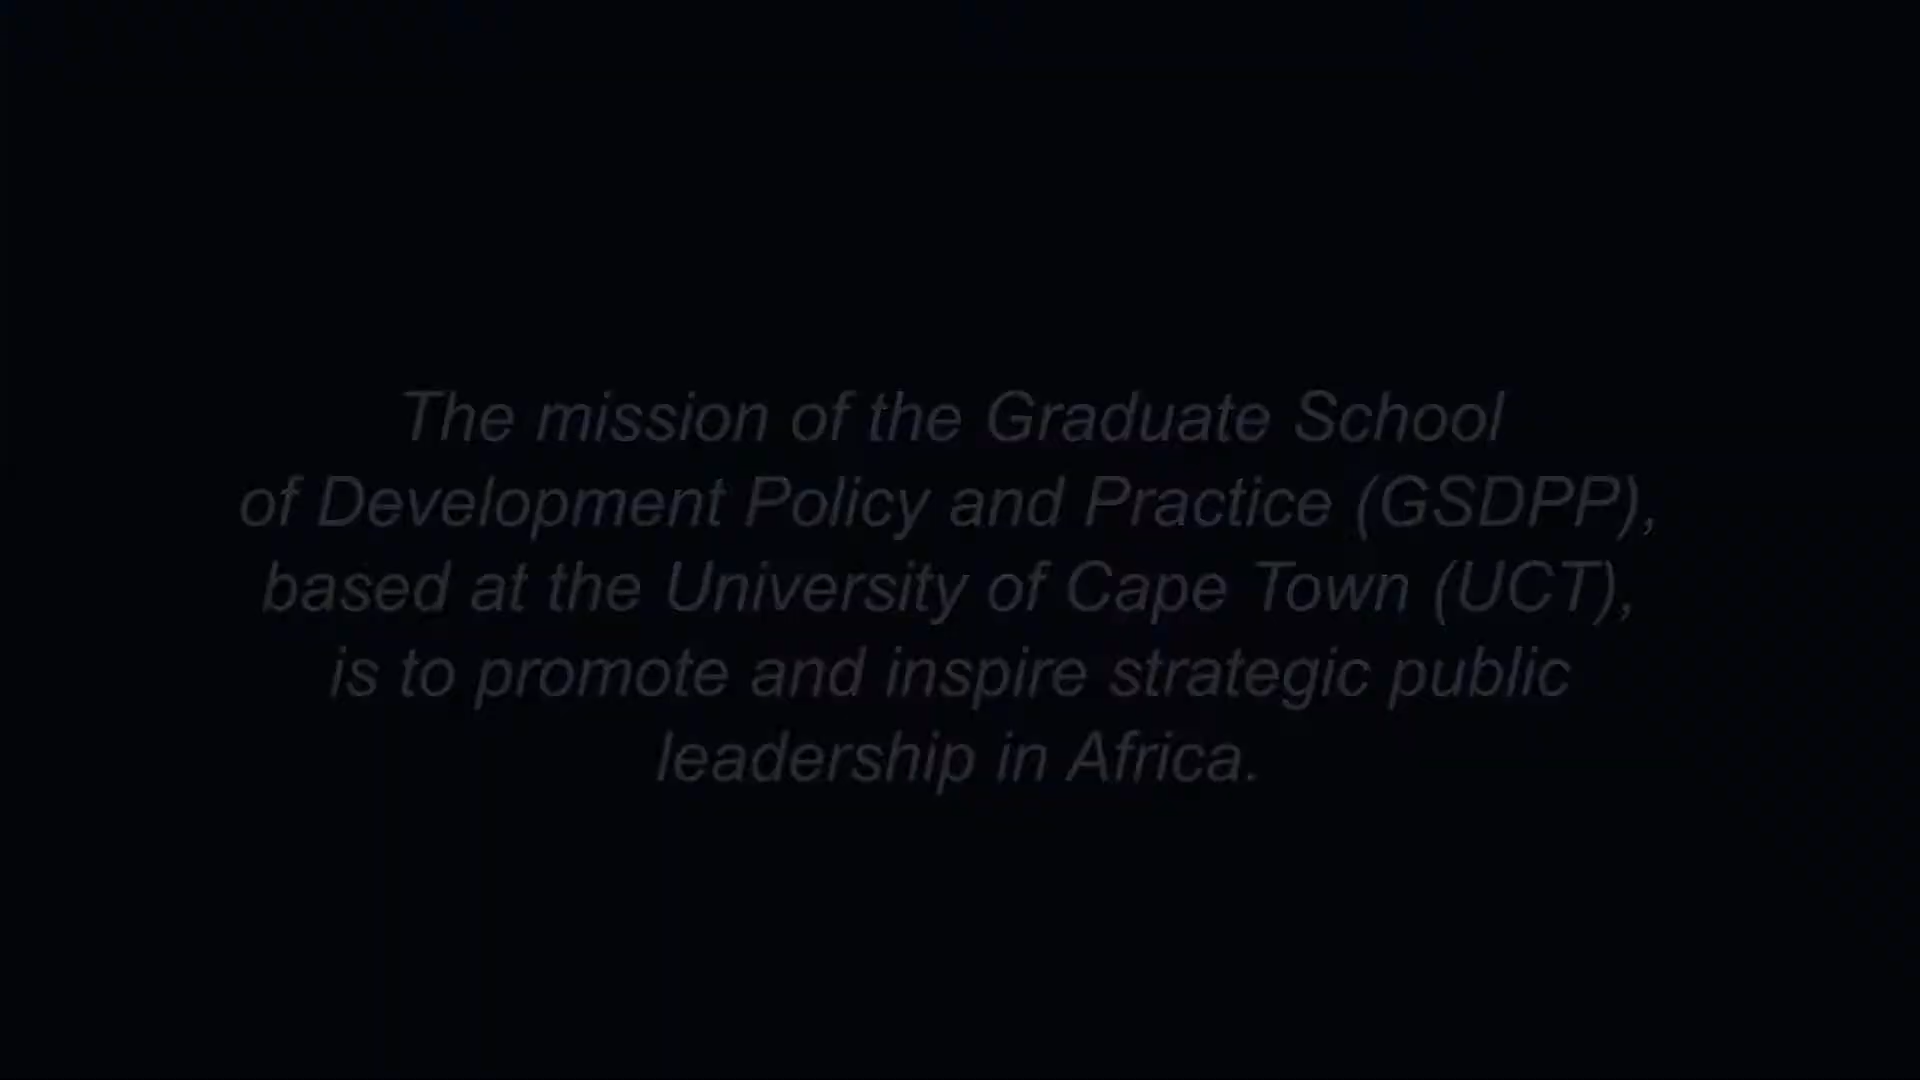 The mission of the Graduate School
of Development Policy and Practice (GSDPP),
based at the University of Cape Town (UCT),
is to promote and inspire strategic public
leadership in Africa.